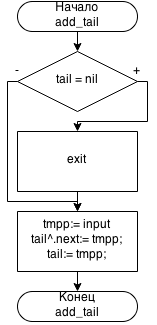 Начало
add_tail
tail = nil
-
+
exit
tmpp:= input
tail^.next:= tmpp;
tail:= tmpp;
Конец
add_tail